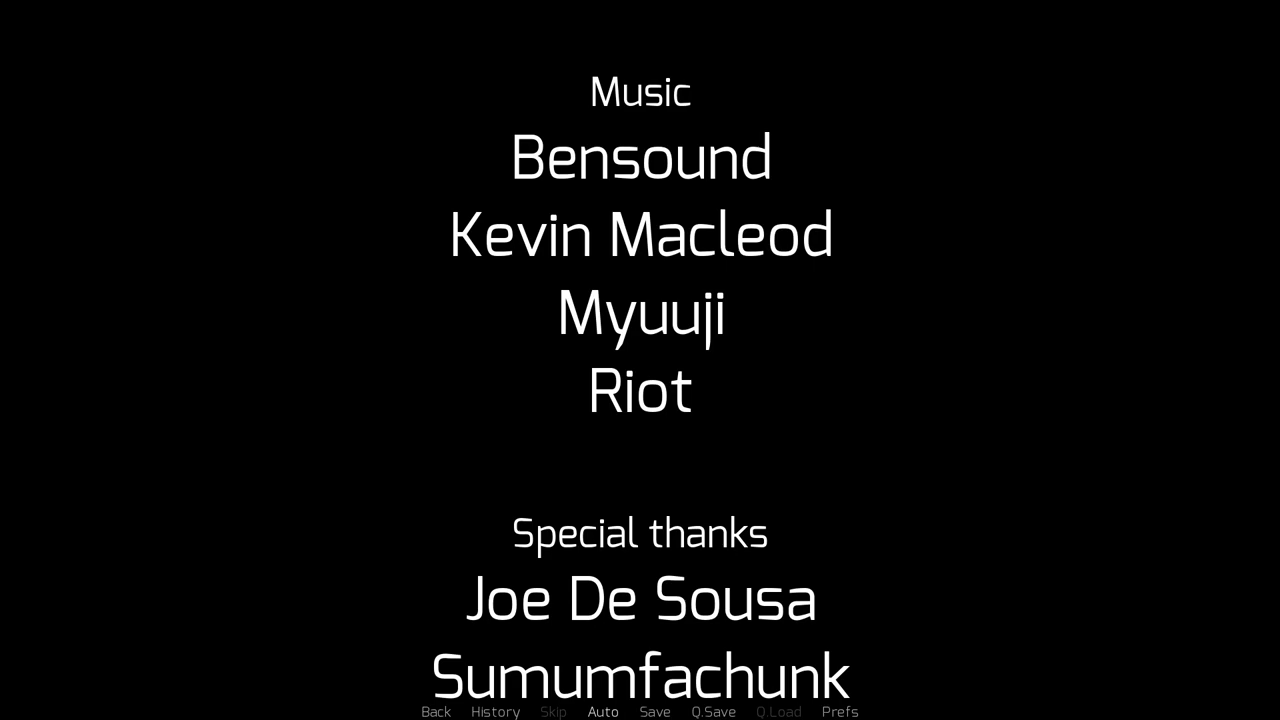 Music
Bensound
Kevin Macleod
Myuuji
Riot
Special thanks
Joe De Sousa
Sumumfachunk
Back History Skip Auto Save Q.Save Q.Load Prefs